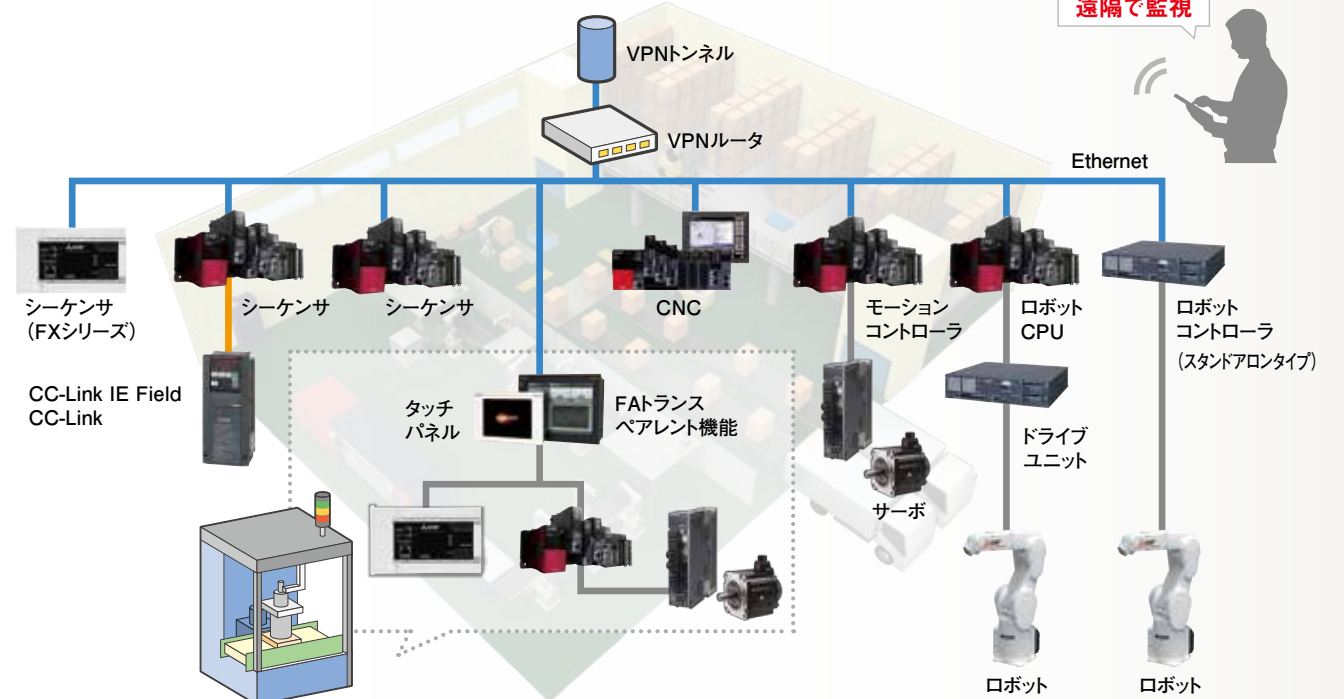 遠隔で監視
VPNトンネル
VPNルータ
Ethernet
シーケンサ
（FXシリーズ）
シーケンサ
シーケンサ
CNC
モーション
コントローラ
ロボット
CPU
ロボット
コントローラ
（スタンドアロンタイプ）
CC-Link IE Field
CC-Link
タッチ
パネル
FAトランス
ペアレント機能
ドライブ
ユニット
サーボ
ロボット
ロボット